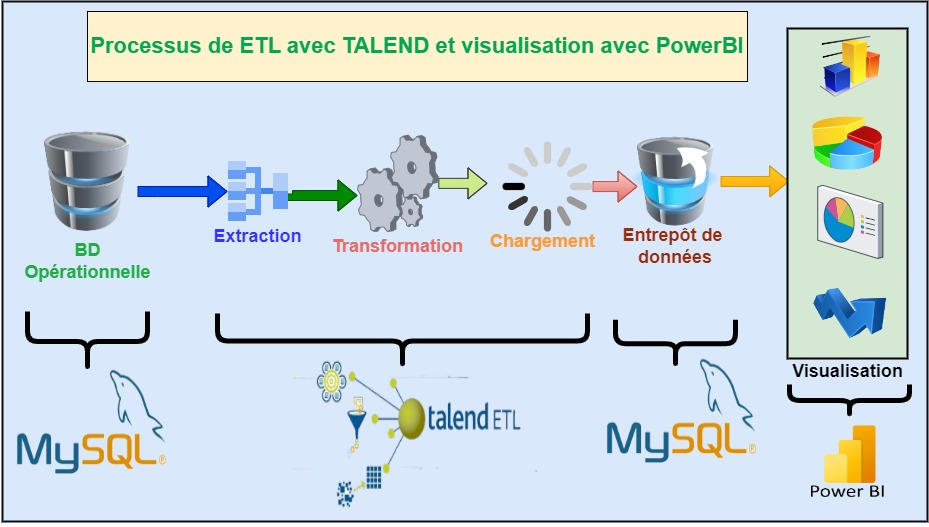 Processus de ETL avec TALEND et visualisation avec PowerBI
BD
Opérationnelle
Extraction
Transformation
Chargement
Entrepôt de
données
Visualisation
MySQL®
talend ETL
MySQL®
Power BI